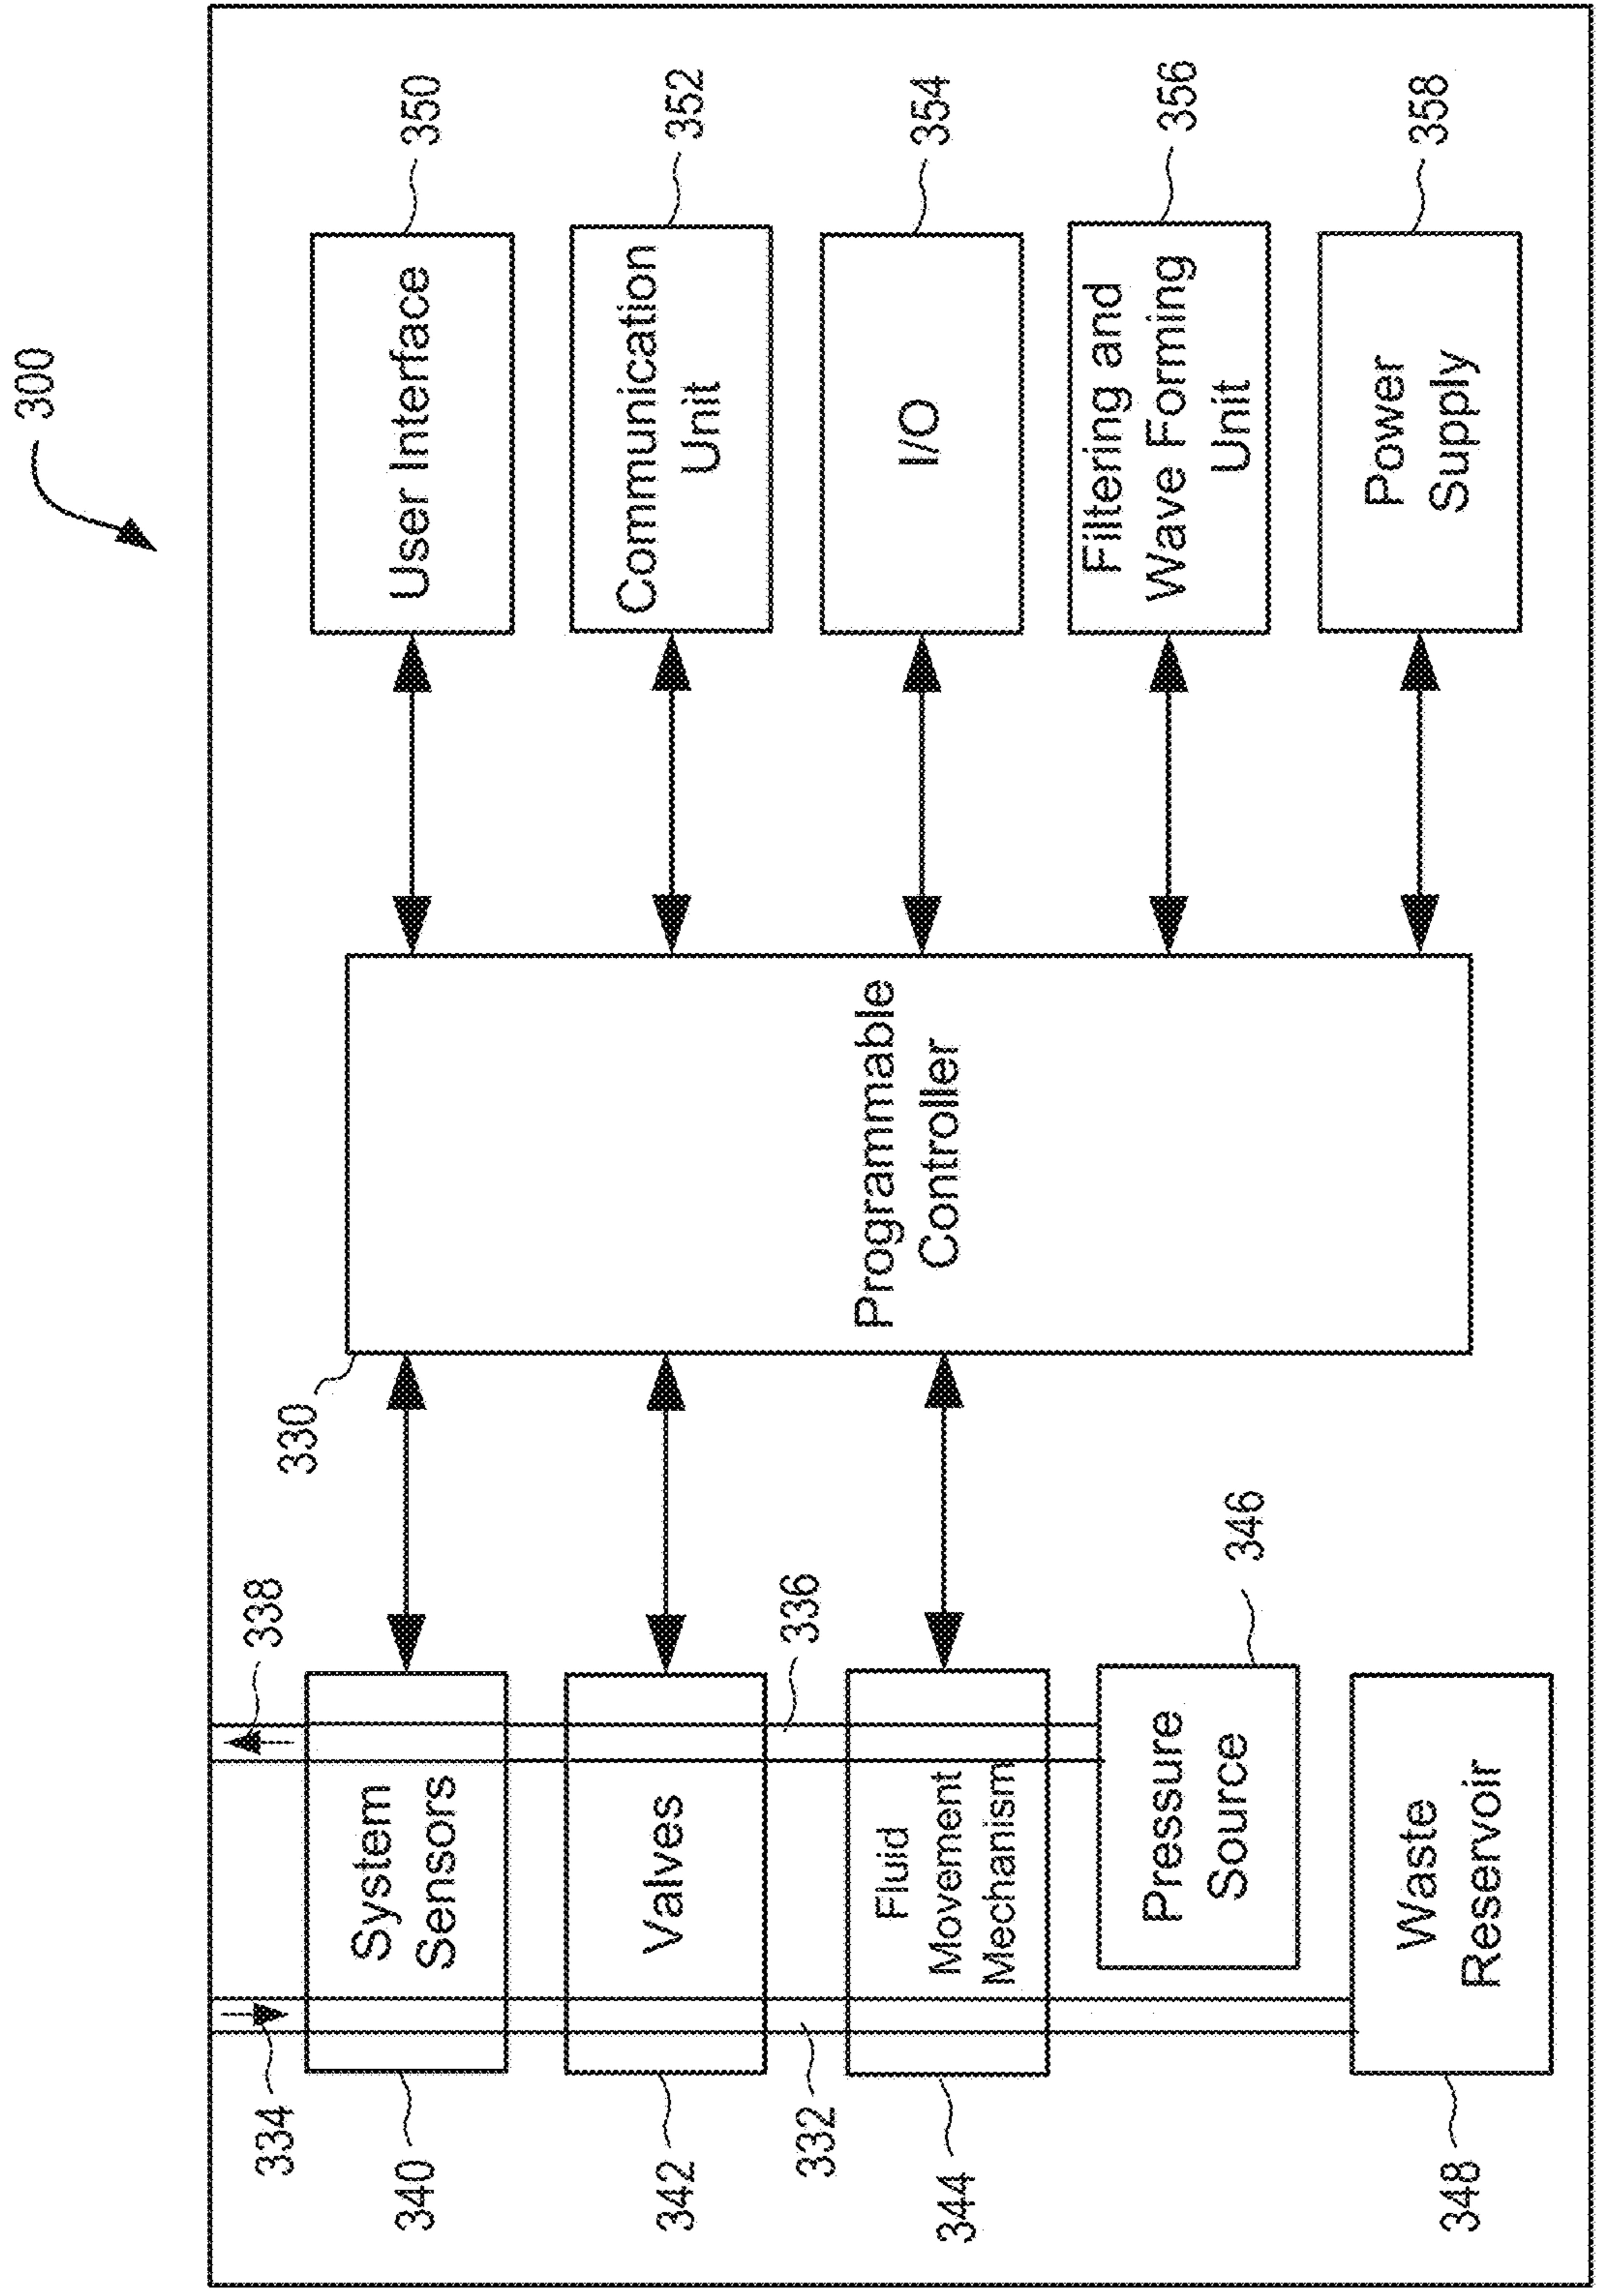 300
334
338
340
System
Sensors
342
Valves
332
336
344
Fluid
Movement
Mechanism
346
Pressure
Source
348
Waste
Reservoir
330
Programmable
Controller
350
User Interface
352
Communication
Unit
354
I/O
356
Filtering and
Wave Forming
Unit
358
Power
Supply